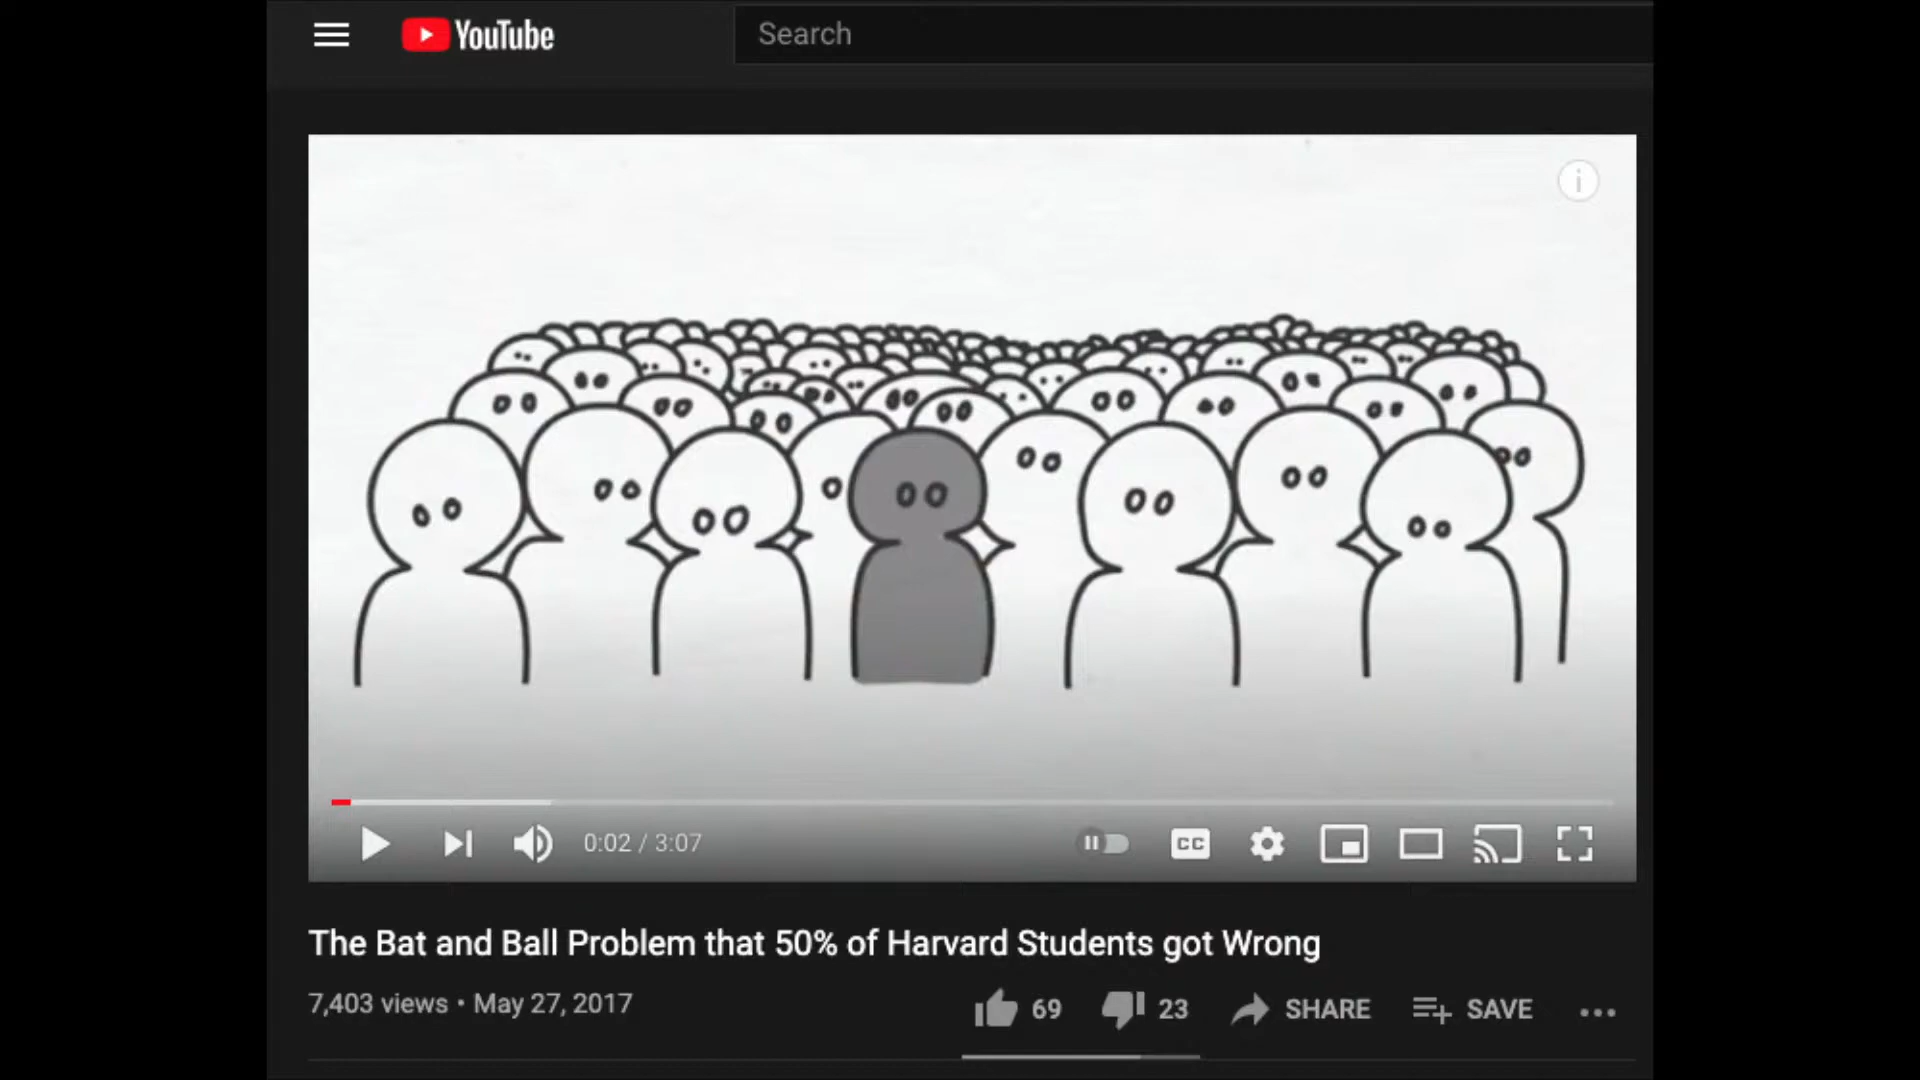 YouTube
Search
i
0:02 / 3:07
CC
The Bat and Ball Problem that 50% of Harvard Students got Wrong
7,403 views • May 27, 2017
69
23
SHARE
SAVE